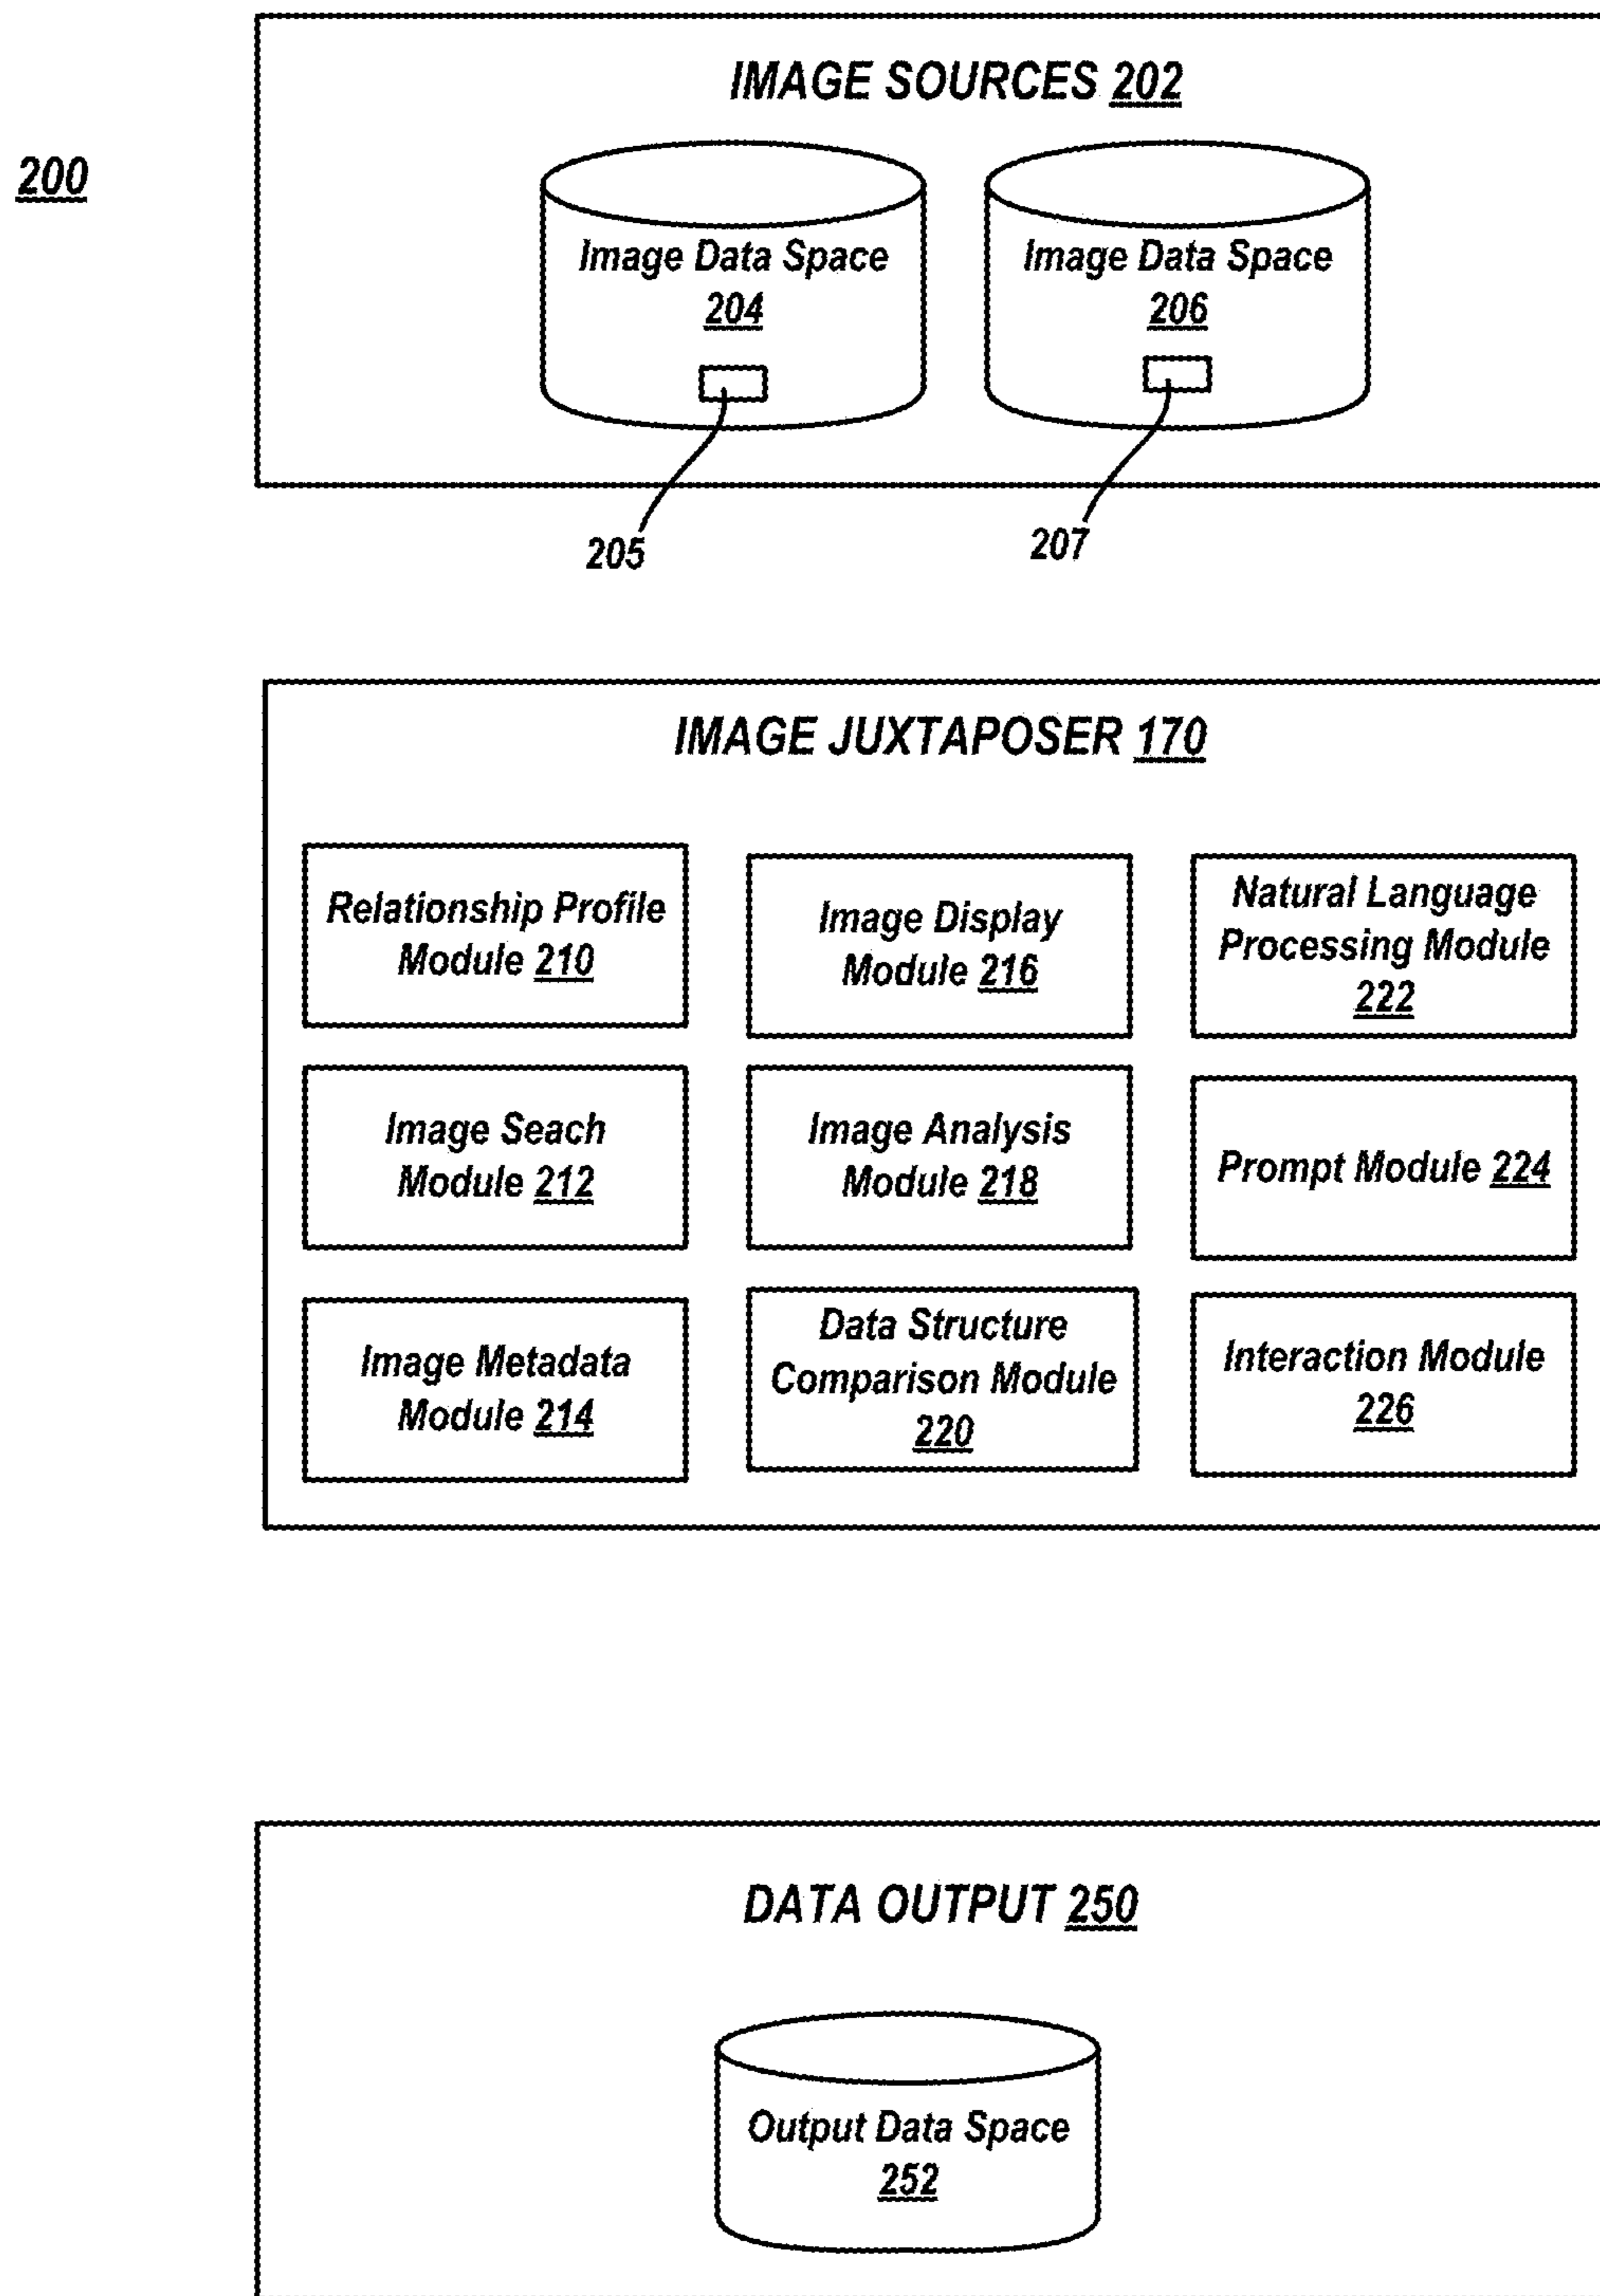 IMAGE SOURCES 202
200
Image Data Space
204
Image Data Space
206
205
207
IMAGE JUXTAPOSER 170
Relationship Profile
Module 210
Image Display
Module 216
Natural Language
Processing Module
222
Image Seach
Module 212
Image Analysis
Module 218
Prompt Module 224
Image Metadata
Module 214
Data Structure
Comparison Module
220
Interaction Module
226
DATA OUTPUT 250
Output Data Space
252